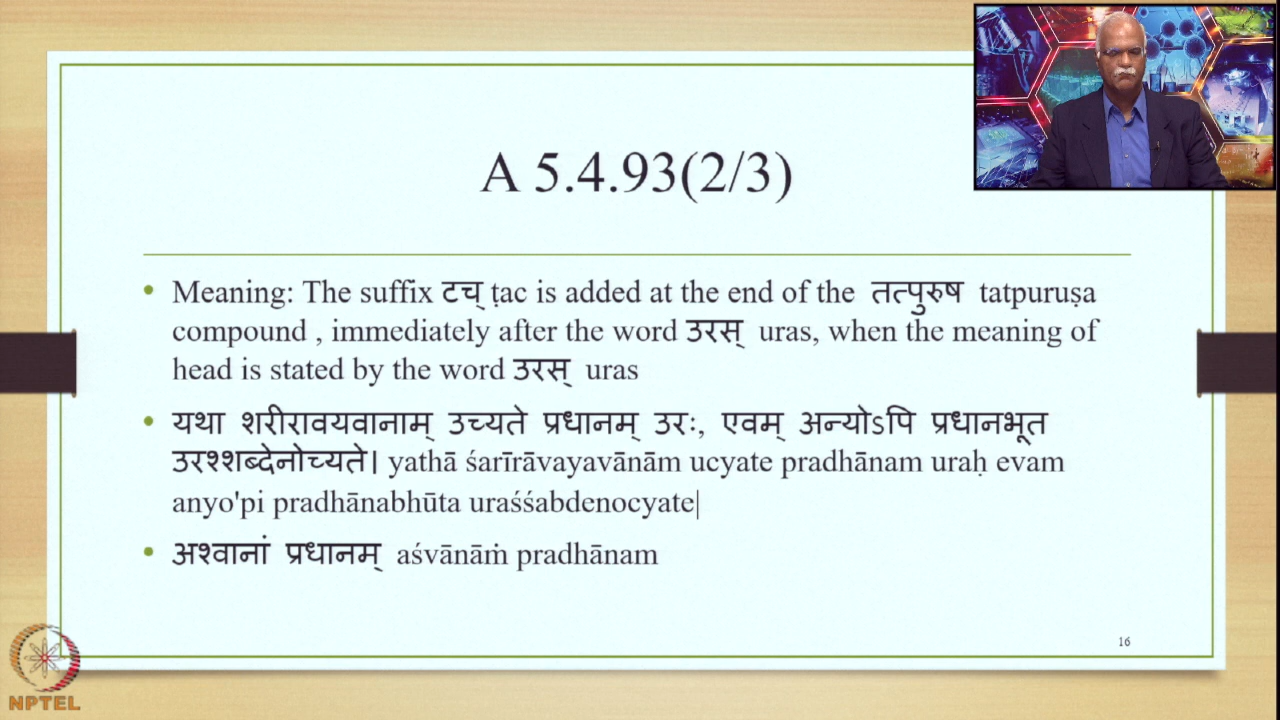 A 5.4.93(2/3)
• Meaning: The suffix टच् ṭac is added at the end of the तत्पुरुष tatpuruṣa
compound , immediately after the word उरस् uras, when the meaning of
head is stated by the word उरस् uras
• यथा शरीरावयवानाम् उच्यते प्रधानम् उरः, एवम् अन्योऽपि प्रधानभूत
उरश्शब्देनोच्यते। yathā śarīrāvayavānām ucyate pradhānam uraḥ evam
anyo'pi pradhānabhūta uraśśabdenocyate|
• अश्वानां प्रधानम् aśvānāṁ pradhānam
16
NPTEL